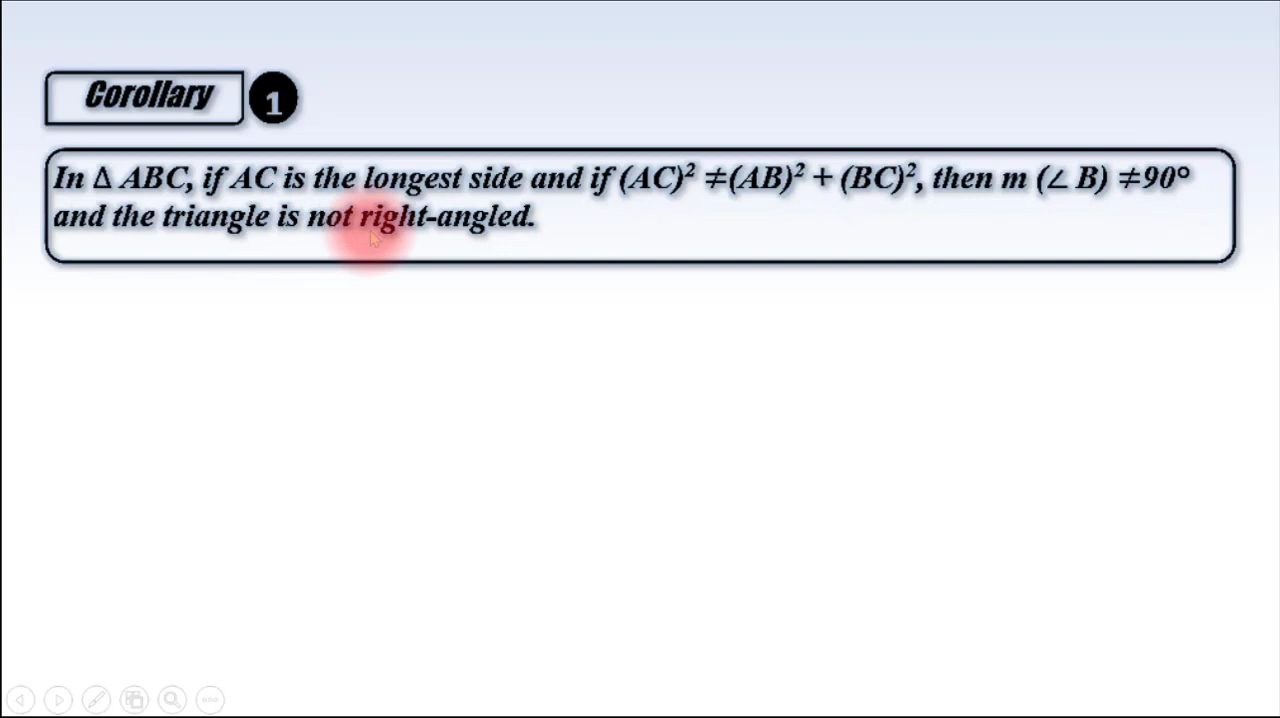 Corollary 1
In Δ ABC, if AC is the longest side and if (AC)² ≠(AB)² + (BC)², then m (∠ B) ≠90°
and the triangle is not right-angled.